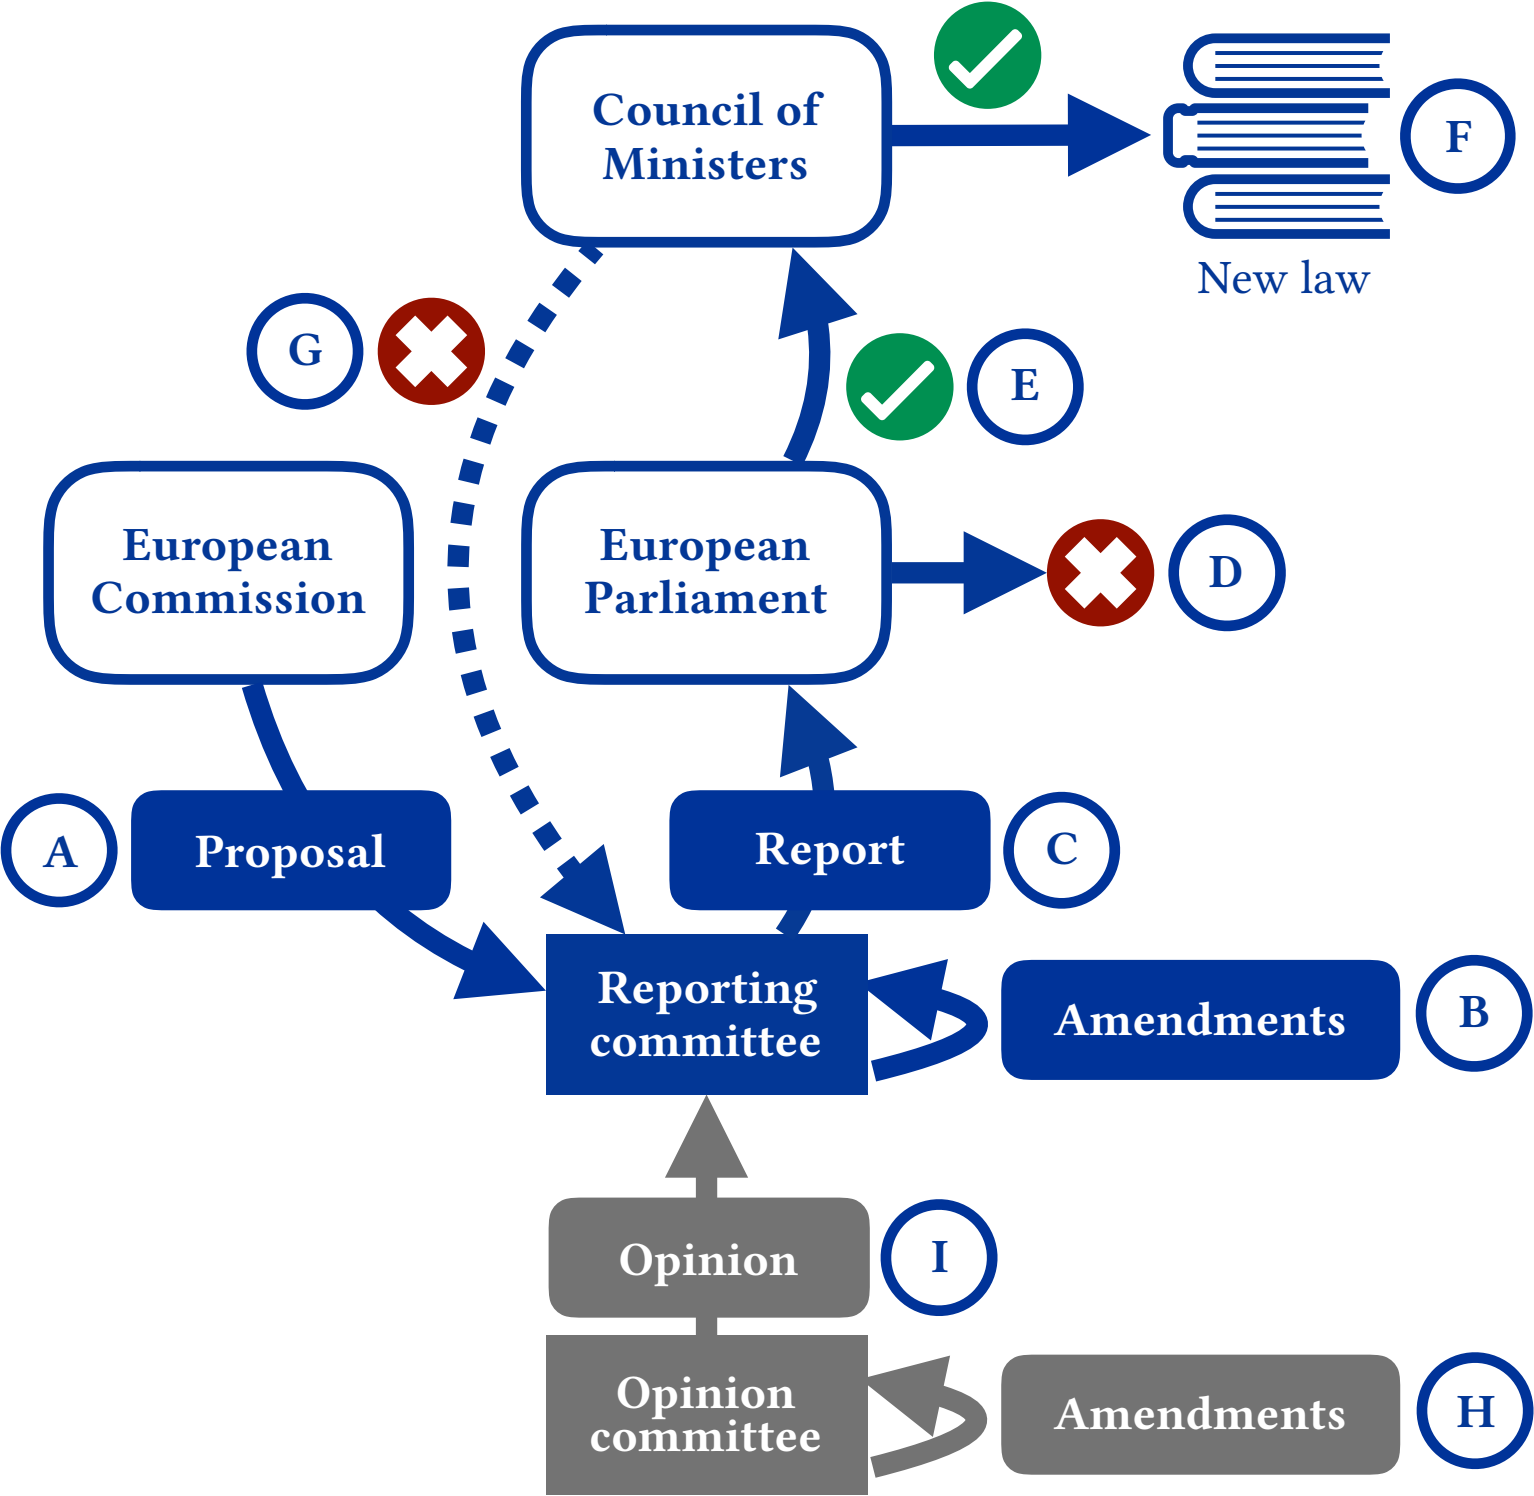 Council of
Ministers
F
New law
G
E
European
Commission
European
Parliament
D
A
Proposal
Report
C
Reporting
committee
Amendments
B
Opinion
I
Opinion
committee
Amendments
H